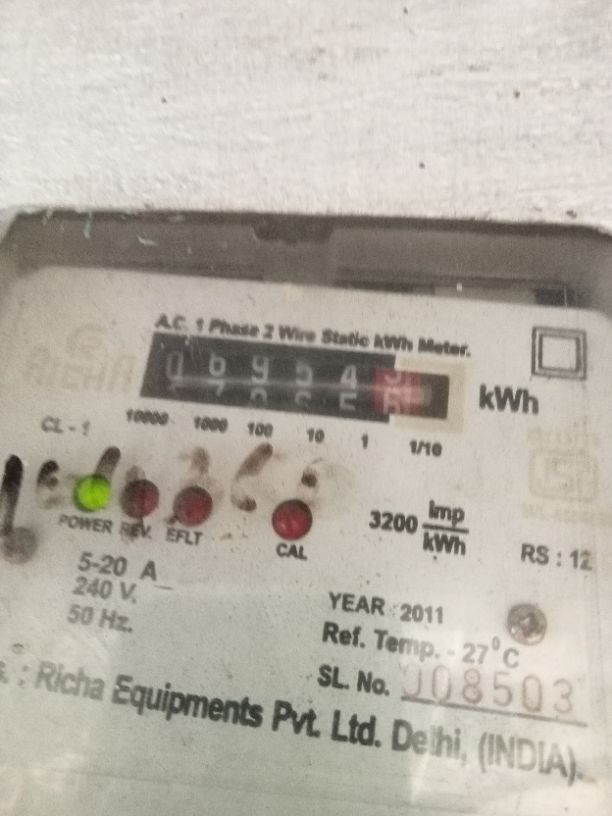 A.C. 1 Phase 2 Wire Static kWh Meter.
kWh
10000 1000 100 10 1 1/10
CL - 1
POWER REV. EFLT CAL
3200 Imp/kWh
RS : 12
5-20 A
240 V.
50 Hz.
YEAR : 2011
Ref. Temp. - 27°C
SL. No. 008503
: Richa Equipments Pvt. Ltd. Delhi, (INDIA).